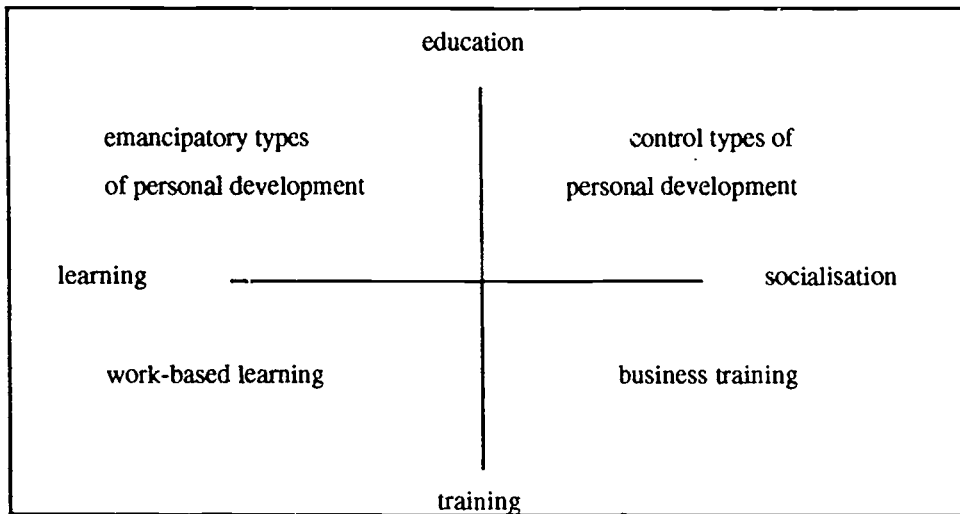 education
emancipatory types
of personal development
control types of
personal development
learning
socialisation
work-based learning
business training
training